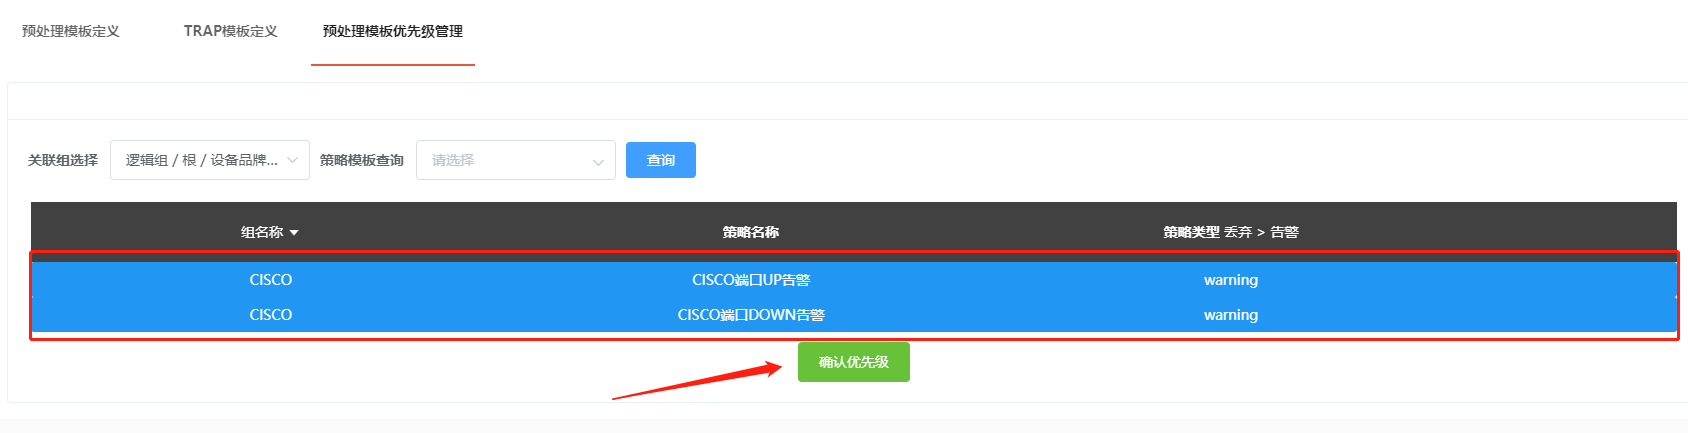 预处理模板定义 TRAP模板定义 预处理模板优先级管理
关联组选择 逻辑组 / 根 / 设备品牌... 策略模板查询 请选择 查询
组名称 策略名称 策略类型 丢弃 > 告警
CISCO CISCO端口UP告警 warning
CISCO CISCO端口DOWN告警 warning
确认优先级